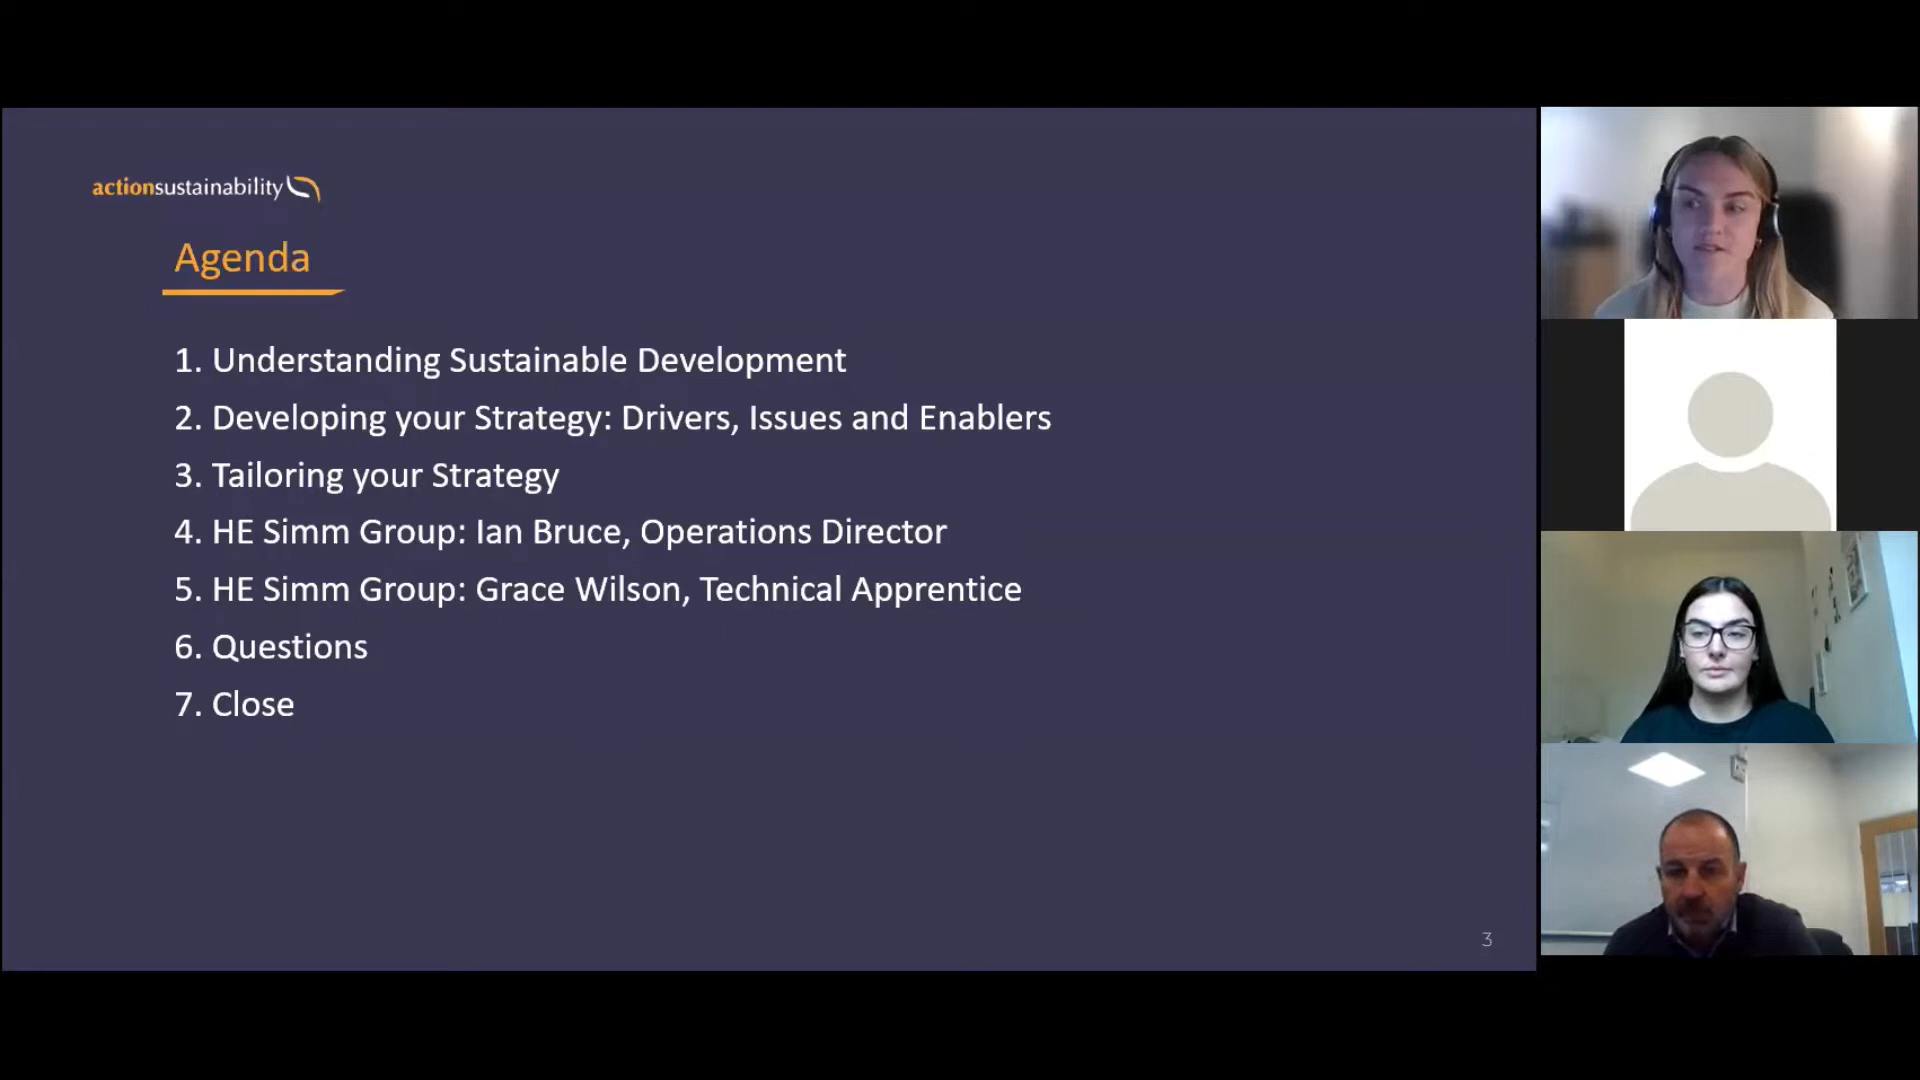 actionsustainability
Agenda
1. Understanding Sustainable Development
2. Developing your Strategy: Drivers, Issues and Enablers
3. Tailoring your Strategy
4. HE Simm Group: Ian Bruce, Operations Director
5. HE Simm Group: Grace Wilson, Technical Apprentice
6. Questions
7. Close
3